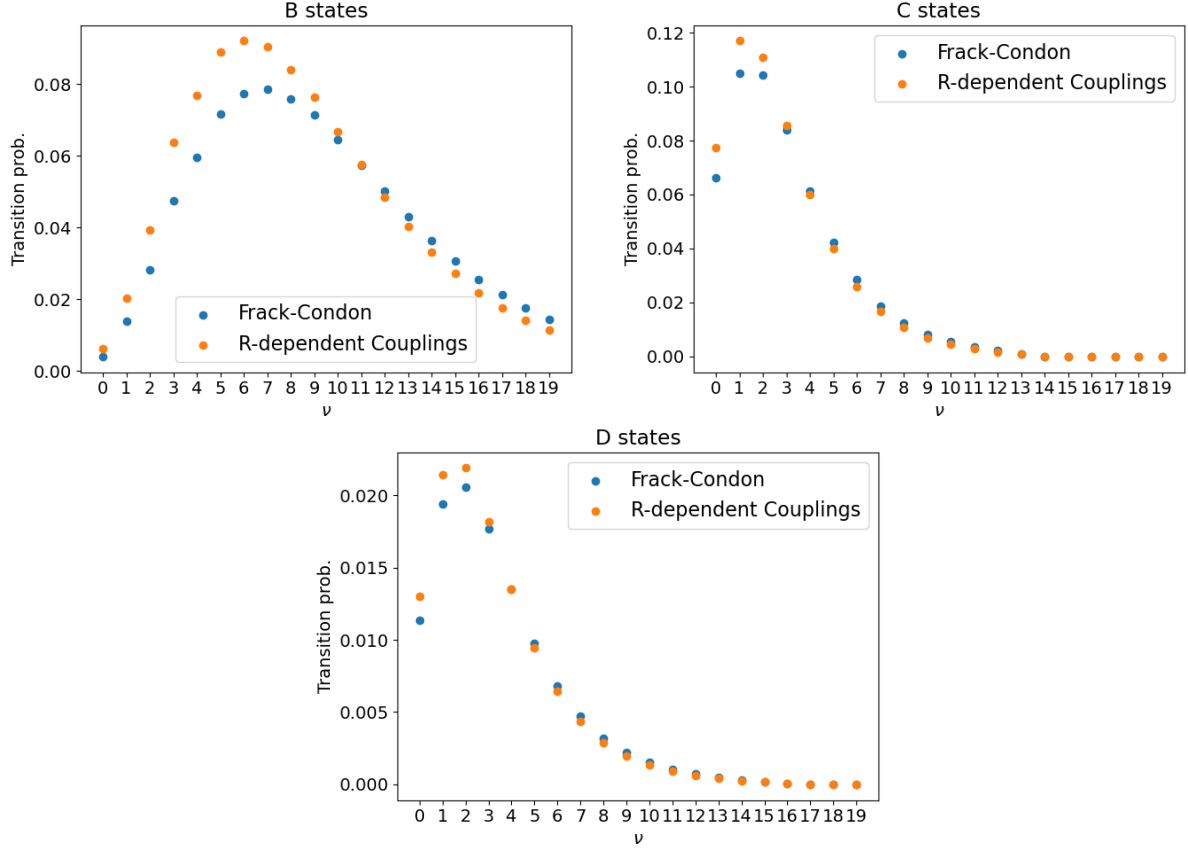 B states
Transition prob.
0.08
0.06
0.04
0.02
0.00
Frack-Condon
R-dependent Couplings
0 1 2 3 4 5 6 7 8 9 10 11 12 13 14 15 16 17 18 19
ν
C states
Transition prob.
0.12
0.10
0.08
0.06
0.04
0.02
0.00
Frack-Condon
R-dependent Couplings
0 1 2 3 4 5 6 7 8 9 10 11 12 13 14 15 16 17 18 19
ν
D states
Transition prob.
0.020
0.015
0.010
0.005
0.000
Frack-Condon
R-dependent Couplings
0 1 2 3 4 5 6 7 8 9 10 11 12 13 14 15 16 17 18 19
ν